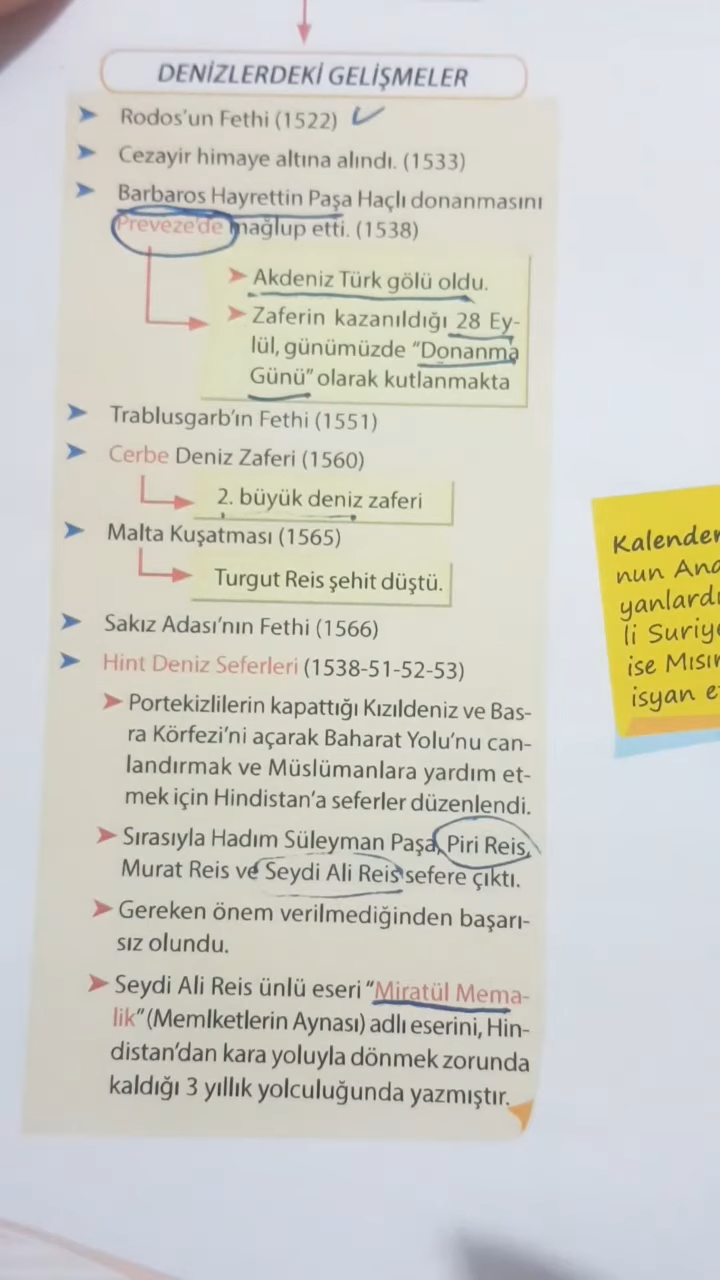 DENİZLERDEKİ GELİŞMELER
Rodos'un Fethi (1522)
Cezayir himaye altına alındı. (1533)
Barbaros Hayrettin Paşa Haçlı donanmasını
Preveze'de mağlup etti. (1538)
Akdeniz Türk gölü oldu.
Zaferin kazanıldığı 28 Ey-
lül, günümüzde "Donanma
Günü" olarak kutlanmakta
Trablusgarb'ın Fethi (1551)
Cerbe Deniz Zaferi (1560)
2. büyük deniz zaferi
Malta Kuşatması (1565)
Turgut Reis şehit düştü.
Sakız Adası'nın Fethi (1566)
Hint Deniz Seferleri (1538-51-52-53)
Portekizlilerin kapattığı Kızıldeniz ve Bas-
ra Körfezi'ni açarak Baharat Yolu'nu can-
landırmak ve Müslümanlara yardım et-
mek için Hindistan'a seferler düzenlendi.
Sırasıyla Hadım Süleyman Paşa, Piri Reis,
Murat Reis ve Seydi Ali Reis sefere çıktı.
Gereken önem verilmediğinden başarı-
sız olundu.
Seydi Ali Reis ünlü eseri "Miratül Mema-
lik" (Memlketlerin Aynası) adlı eserini, Hin-
distan'dan kara yoluyla dönmek zorunda
kaldığı 3 yıllık yolculuğunda yazmıştır.
Kalender
nun Ana
yanlardı
li Suriye
ise Mısır
isyan e